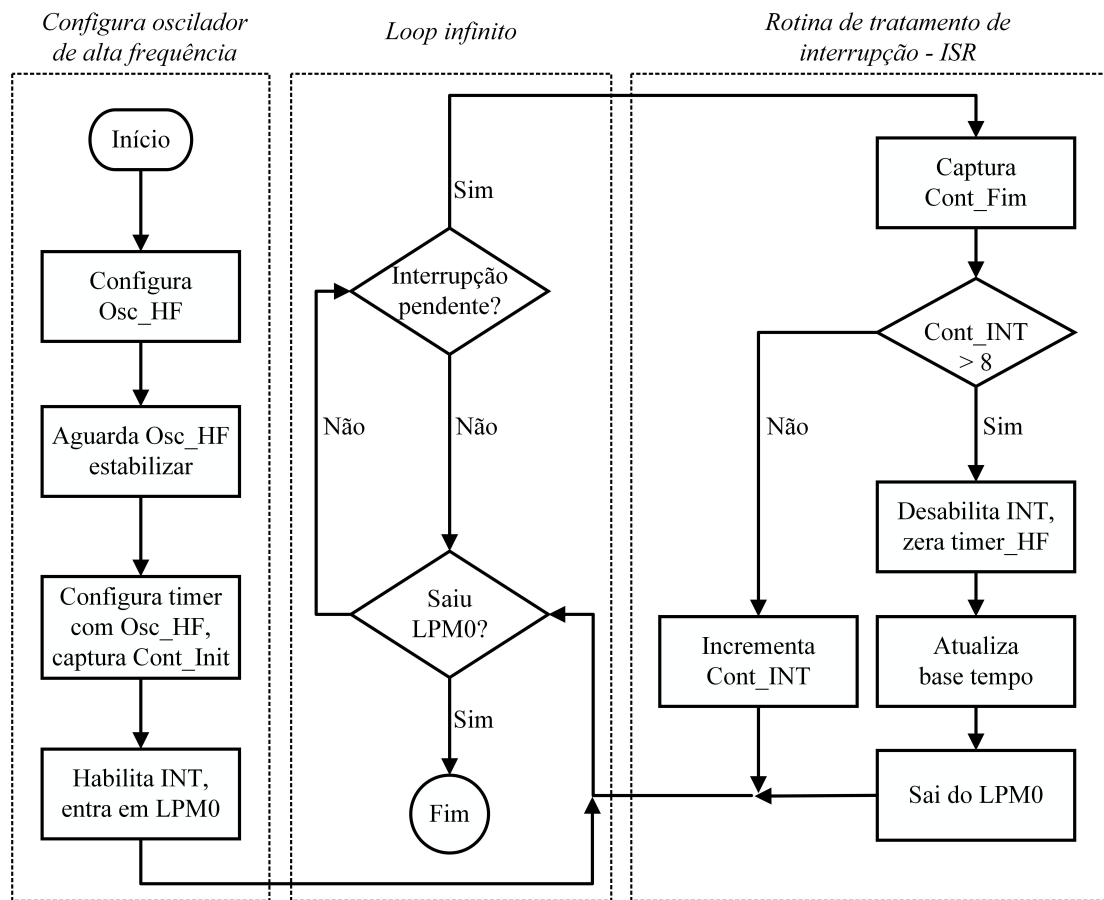 Configura oscilador
de alta frequência
Loop infinito
Rotina de tratamento de
interrupção - ISR
Início
Configura
Osc_HF
Aguarda Osc_HF
estabilizar
Configura timer
com Osc_HF,
captura Cont_Init
Habilita INT,
entra em LPM0
Sim
Interrupção
pendente?
Não
Não
Saiu
LPM0?
Sim
Fim
Captura
Cont_Fim
Cont_INT
> 8
Não
Sim
Desabilita INT,
zera timer_HF
Incrementa
Cont_INT
Atualiza
base tempo
Sai do LPM0